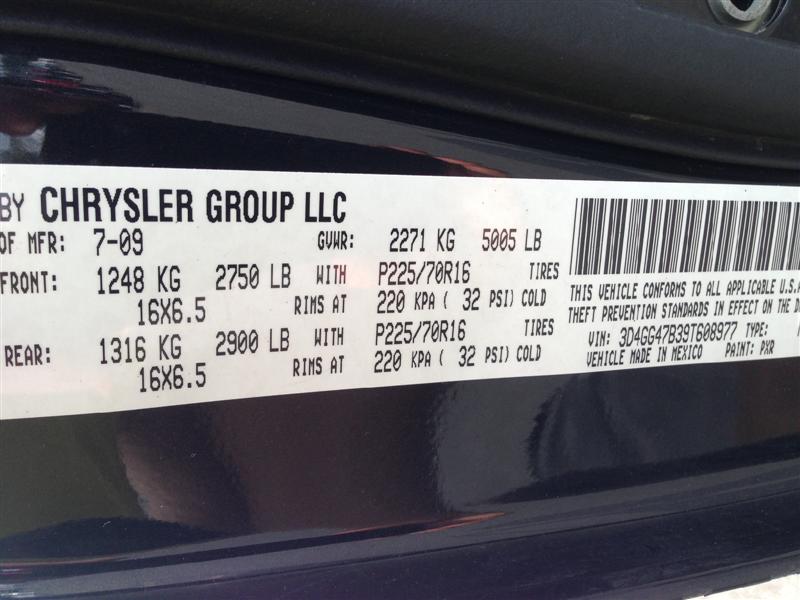 BY CHRYSLER GROUP LLC
OF MFR: 7-09 GVWR: 2271 KG 5005 LB
FRONT: 1248 KG 2750 LB WITH P225/70R16 TIRES
16X6.5 RIMS AT 220 KPA ( 32 PSI) COLD
REAR: 1316 KG 2900 LB WITH P225/70R16 TIRES
16X6.5 RIMS AT 220 KPA ( 32 PSI) COLD
THIS VEHICLE CONFORMS TO ALL APPLICABLE U.S.A
THEFT PREVENTION STANDARDS IN EFFECT ON THE D
VIN: 3D4GG47B39T608977 TYPE:
VEHICLE MADE IN MEXICO PAINT: PXR